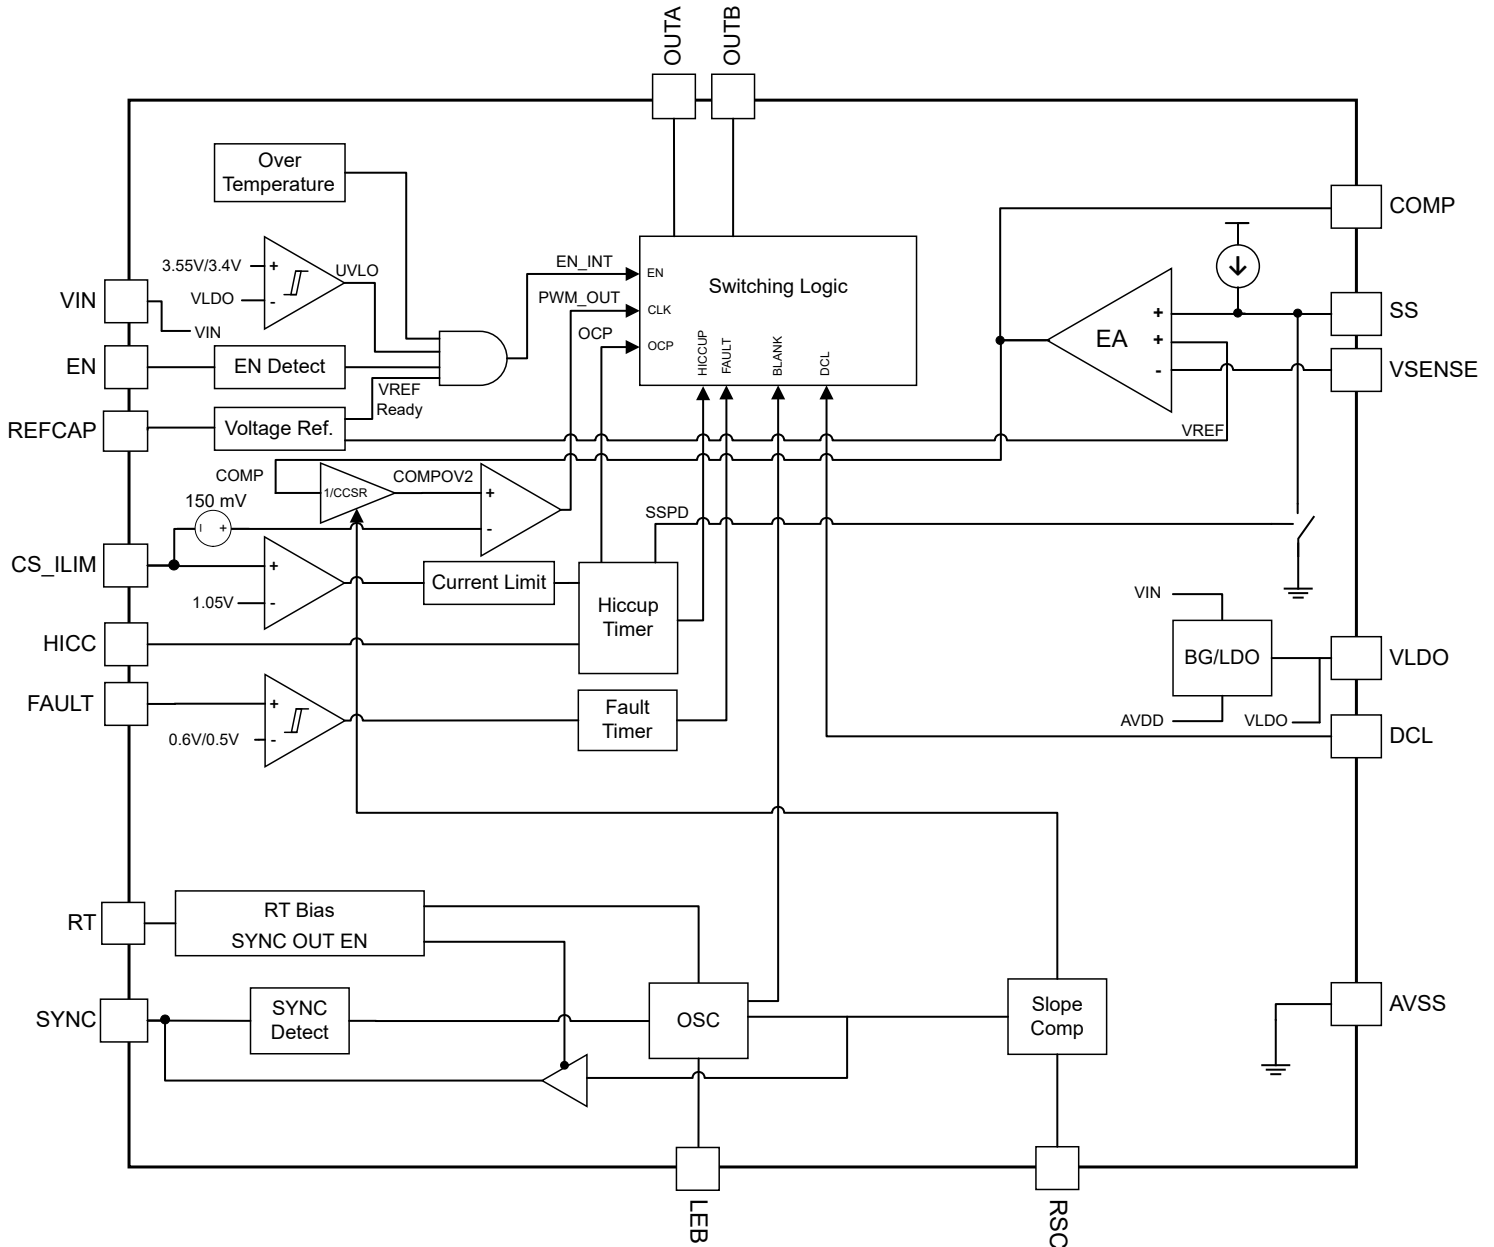 OUTA
OUTB
Over
Temperature
COMP
3.55V/3.4V
+
UVLO
VLDO
-
EN_INT
EN
Switching Logic
PWM_OUT
CLK
OCP
OCP
HICCUP
FAULT
BLANK
DCL
VIN
VIN
EN
EN Detect
VREF
Ready
REFCAP
Voltage Ref.
EA
+
+
-
SS
VSENSE
VREF
COMP
1/CCSR
COMPOV2
+
-
150 mV
+
SSPD
CS_ILIM
+
1.05V
-
Current Limit
Hiccup
Timer
HICC
VIN
BG/LDO
VLDO
AVDD
VLDO
FAULT
+
0.6V/0.5V
-
Fault
Timer
DCL
RT
RT Bias
SYNC OUT EN
SYNC
SYNC
Detect
OSC
Slope
Comp
AVSS
LEB
RSC